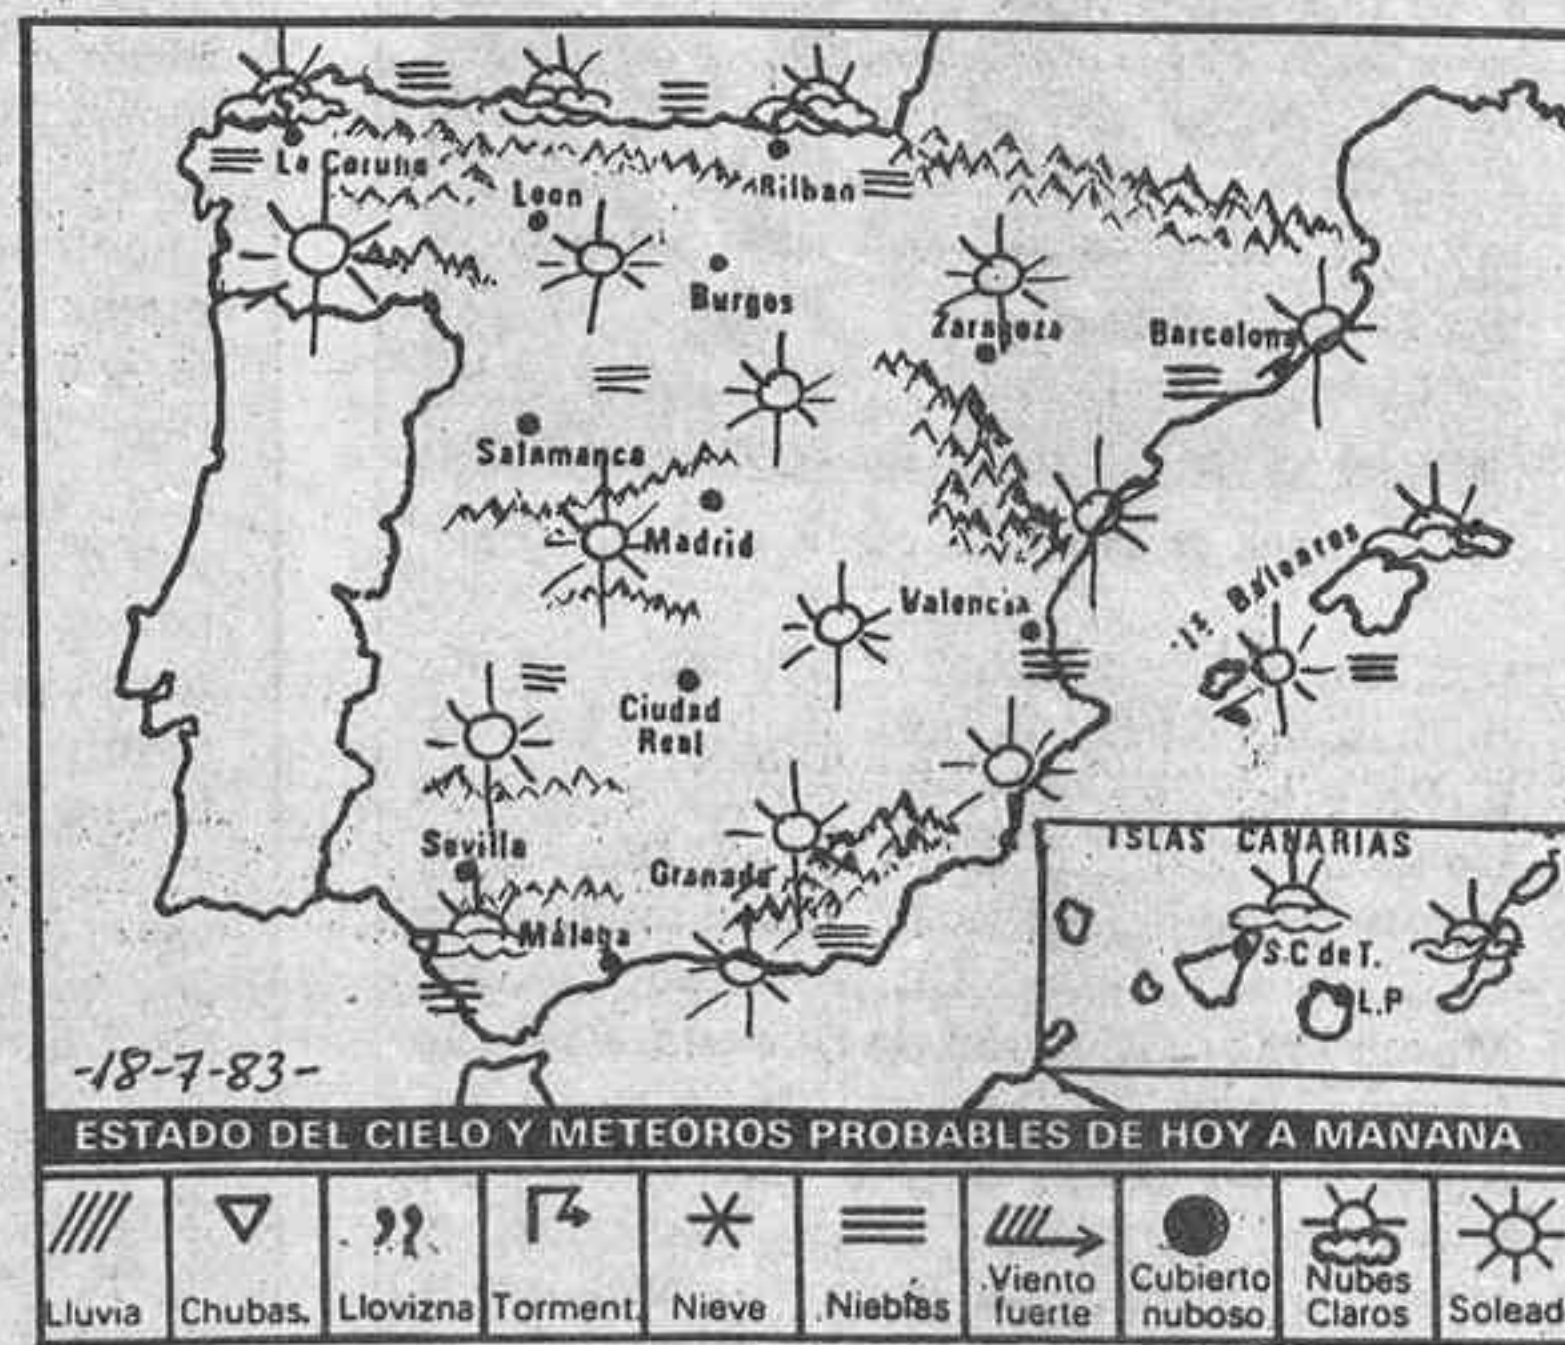 La Coruña
Leon
Bilbao
Burgos
Zaragoza
Barcelona
Salamanca
Madrid
Is Baleares
Valencia
Ciudad
Real
Sevilla
Granada
Málaga
ISLAS CANARIAS
S.C de T.
L.P
-18-7-83-
ESTADO DEL CIELO Y METEOROS PROBABLES DE HOY A MANANA
Lluvia
Chubas.
Llovizna
Torment.
Nieve
Nieblas
Viento
fuerte
Cubierto
nuboso
Nubes
Claros
Solead